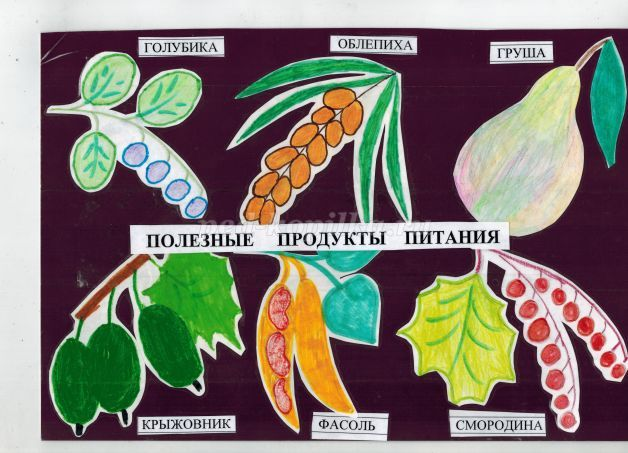 ГОЛУБИКА
ОБЛЕПИХА
ГРУША
ПОЛЕЗНЫЕ ПРОДУКТЫ ПИТАНИЯ
КРЫЖОВНИК
ФАСОЛЬ
СМОРОДИНА